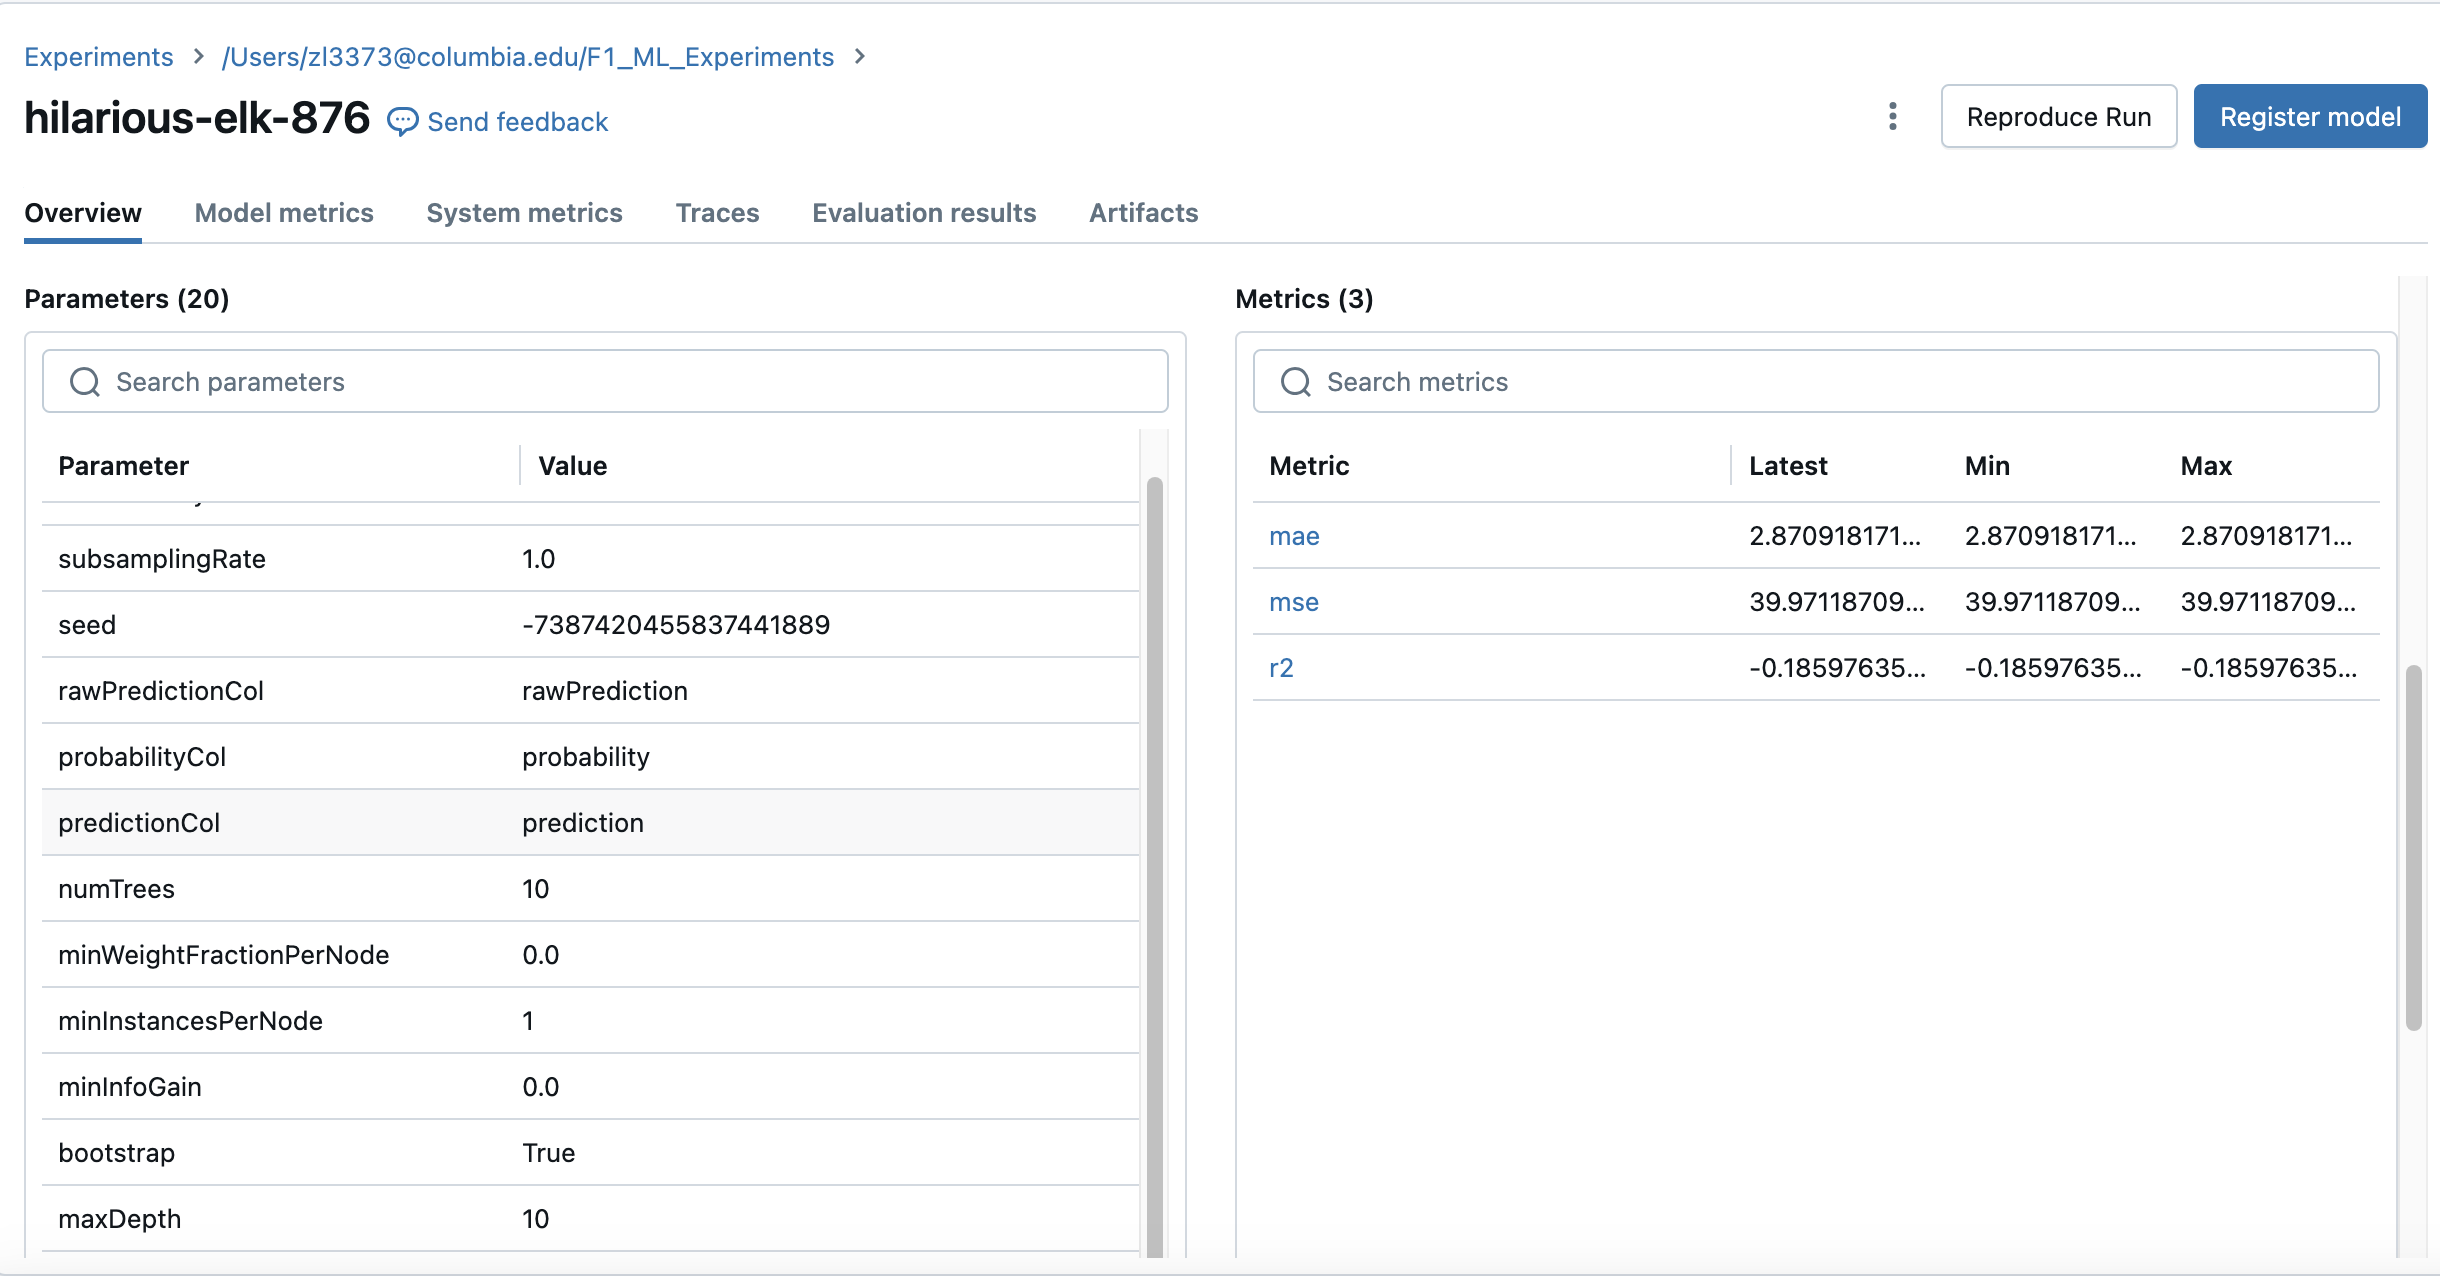 Experiments > /Users/zl3373@columbia.edu/F1_ML_Experiments >
hilarious-elk-876 Send feedback
Reproduce Run Register model
Overview Model metrics System metrics Traces Evaluation results Artifacts
Parameters (20)
Search parameters
Parameter Value
subsamplingRate 1.0
seed -7387420455837441889
rawPredictionCol rawPrediction
probabilityCol probability
predictionCol prediction
numTrees 10
minWeightFractionPerNode 0.0
minInstancesPerNode 1
minInfoGain 0.0
bootstrap True
maxDepth 10
Metrics (3)
Search metrics
Metric Latest Min Max
mae 2.870918171... 2.870918171... 2.870918171...
mse 39.97118709... 39.97118709... 39.97118709...
r2 -0.18597635... -0.18597635... -0.18597635...